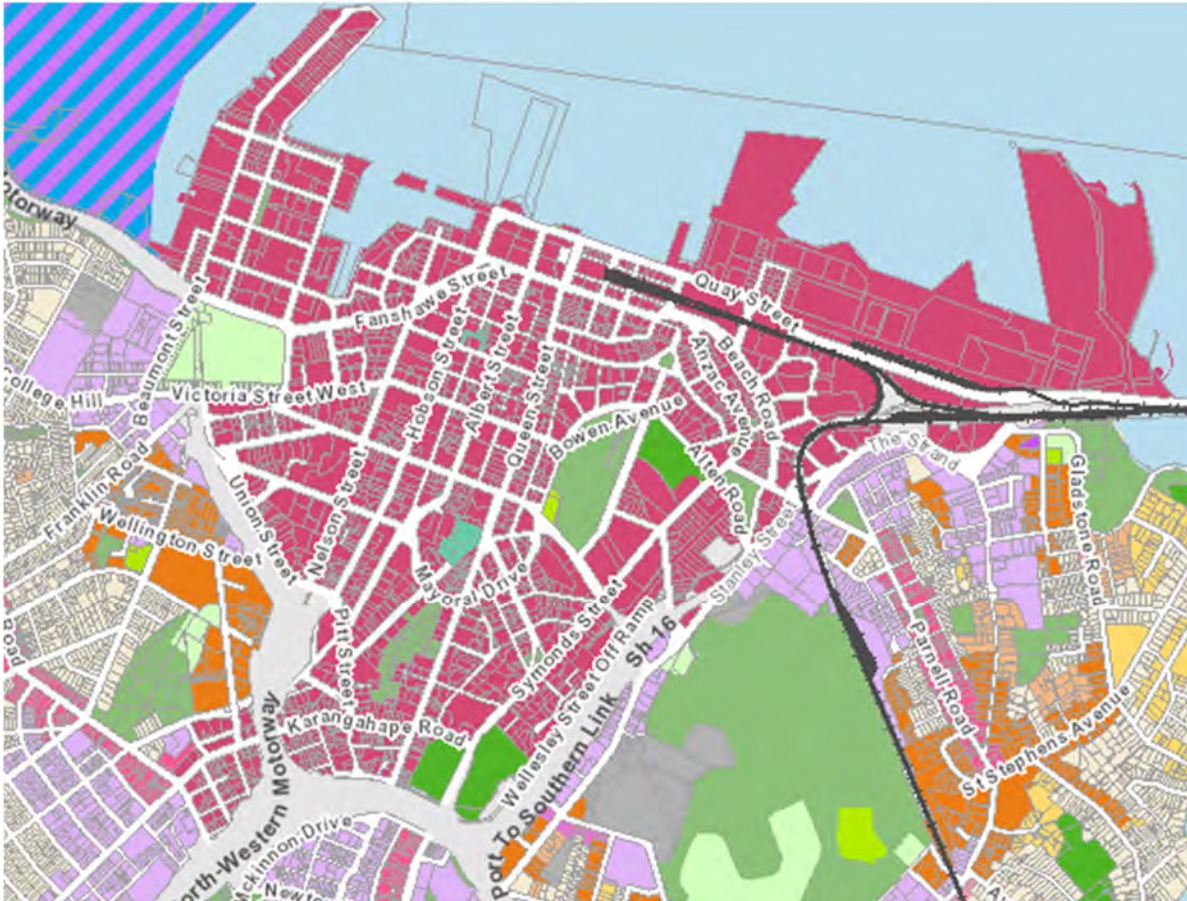 otorway
Quay Street
Fanshawe Street
Beaumont Street
Hobson Street
Albert Street
Queen Street
Beach Road
Anzac Avenue
College Hill
Victoria Street West
Bowen Avenue
Alten Road
The Strand
Franklin Road
Gladstone Road
Union Street
Nelson Street
Wellington Street
Stanley Street
Mayoral Drive
Pitt Street
Symonds Street
Wellesley Street Off Ramp
Sh-16
Parnell Road
Karangahape Road
St Stephens Avenue
North-Western Motorway
Port To Southern Link
Mckinnon Drive
Newt